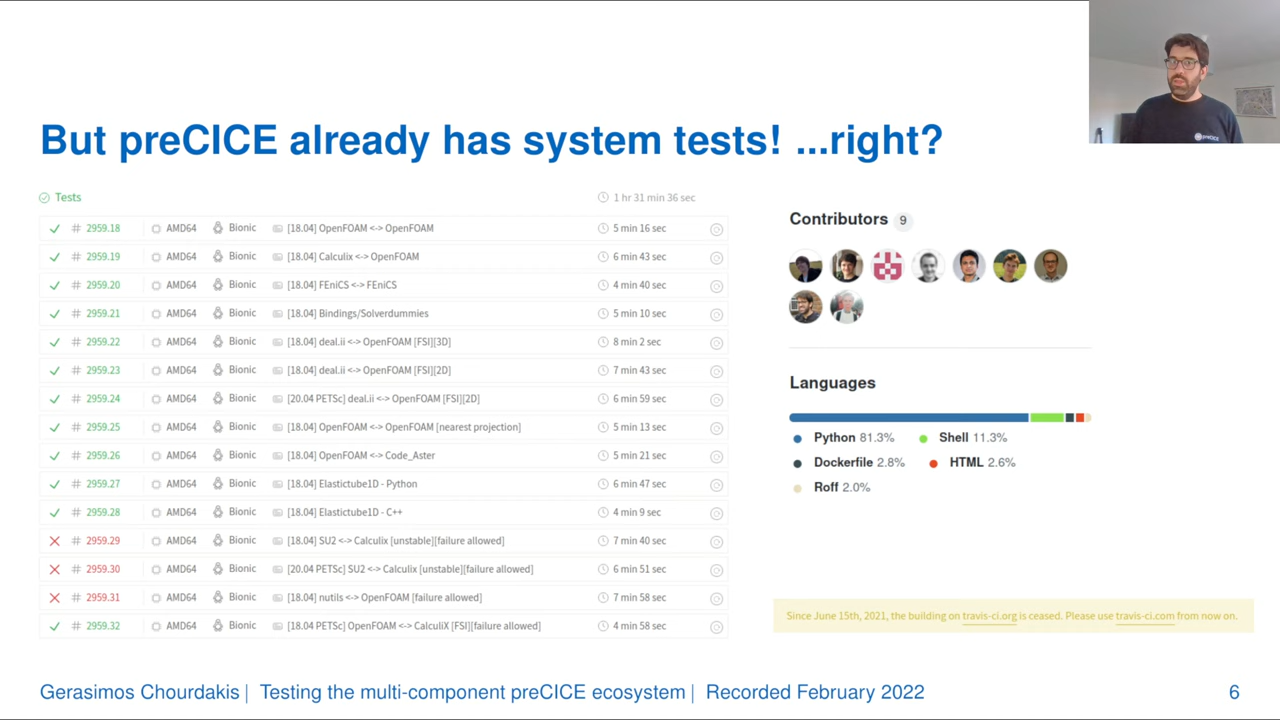 But preCICE already has system tests! ...right?
Tests 1 hr 31 min 36 sec
# 2959.18 AMD64 Bionic [18.04] OpenFOAM <-> OpenFOAM 5 min 16 sec
# 2959.19 AMD64 Bionic [18.04] Calculix <-> OpenFOAM 6 min 43 sec
# 2959.20 AMD64 Bionic [18.04] FEniCS <-> FEniCS 4 min 40 sec
# 2959.21 AMD64 Bionic [18.04] Bindings/Solverdummies 5 min 10 sec
# 2959.22 AMD64 Bionic [18.04] deal.ii <-> OpenFOAM [FSI][3D] 8 min 2 sec
# 2959.23 AMD64 Bionic [18.04] deal.ii <-> OpenFOAM [FSI][2D] 7 min 43 sec
# 2959.24 AMD64 Bionic [20.04 PETSc] deal.ii <-> OpenFOAM [FSI][2D] 6 min 59 sec
# 2959.25 AMD64 Bionic [18.04] OpenFOAM <-> OpenFOAM [nearest projection] 5 min 13 sec
# 2959.26 AMD64 Bionic [18.04] OpenFOAM <-> Code_Aster 5 min 21 sec
# 2959.27 AMD64 Bionic [18.04] Elastictube1D - Python 6 min 47 sec
# 2959.28 AMD64 Bionic [18.04] Elastictube1D - C++ 4 min 9 sec
# 2959.29 AMD64 Bionic [18.04] SU2 <-> Calculix [unstable][failure allowed] 7 min 40 sec
# 2959.30 AMD64 Bionic [20.04 PETSc] SU2 <-> Calculix [unstable][failure allowed] 6 min 51 sec
# 2959.31 AMD64 Bionic [18.04] nutils <-> OpenFOAM [failure allowed] 7 min 58 sec
# 2959.32 AMD64 Bionic [18.04 PETSc] OpenFOAM <-> CalculiX [FSI][failure allowed] 4 min 58 sec
Contributors 9
Languages
Python 81.3% Shell 11.3%
Dockerfile 2.8% HTML 2.6%
Roff 2.0%
Since June 15th, 2021, the building on travis-ci.org is ceased. Please use travis-ci.com from now on.
Gerasimos Chourdakis | Testing the multi-component preCICE ecosystem | Recorded February 2022 6
preCICE